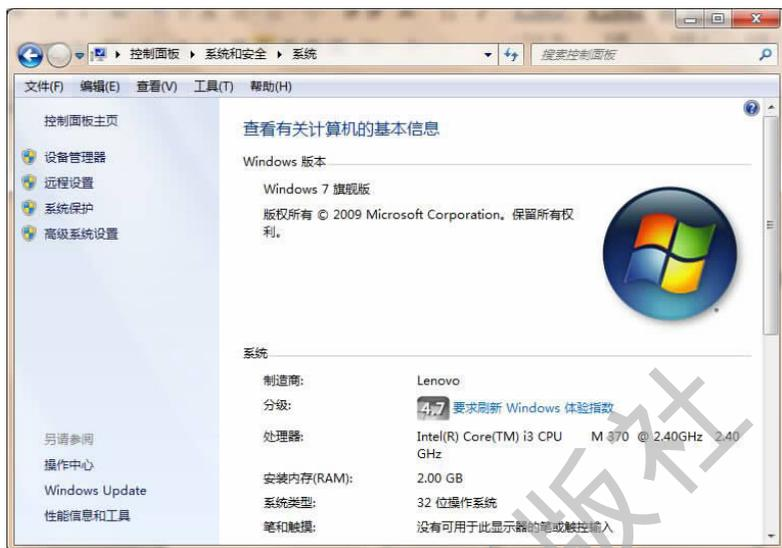 控制面板 ▸ 系统和安全 ▸ 系统
搜索控制面板
文件(F) 编辑(E) 查看(V) 工具(T) 帮助(H)
控制面板主页
设备管理器
远程设置
系统保护
高级系统设置
另请参阅
操作中心
Windows Update
性能信息和工具
查看有关计算机的基本信息
Windows 版本
Windows 7 旗舰版
版权所有 © 2009 Microsoft Corporation。保留所有权
利。
系统
制造商: Lenovo
分级: 4.7 要求刷新 Windows 体验指数
处理器: Intel(R) Core(TM) i3 CPU M 370 @ 2.40GHz 2.40
GHz
安装内存(RAM): 2.00 GB
系统类型: 32 位操作系统
笔和触摸: 没有可用于此显示器的笔或触控输入
版社